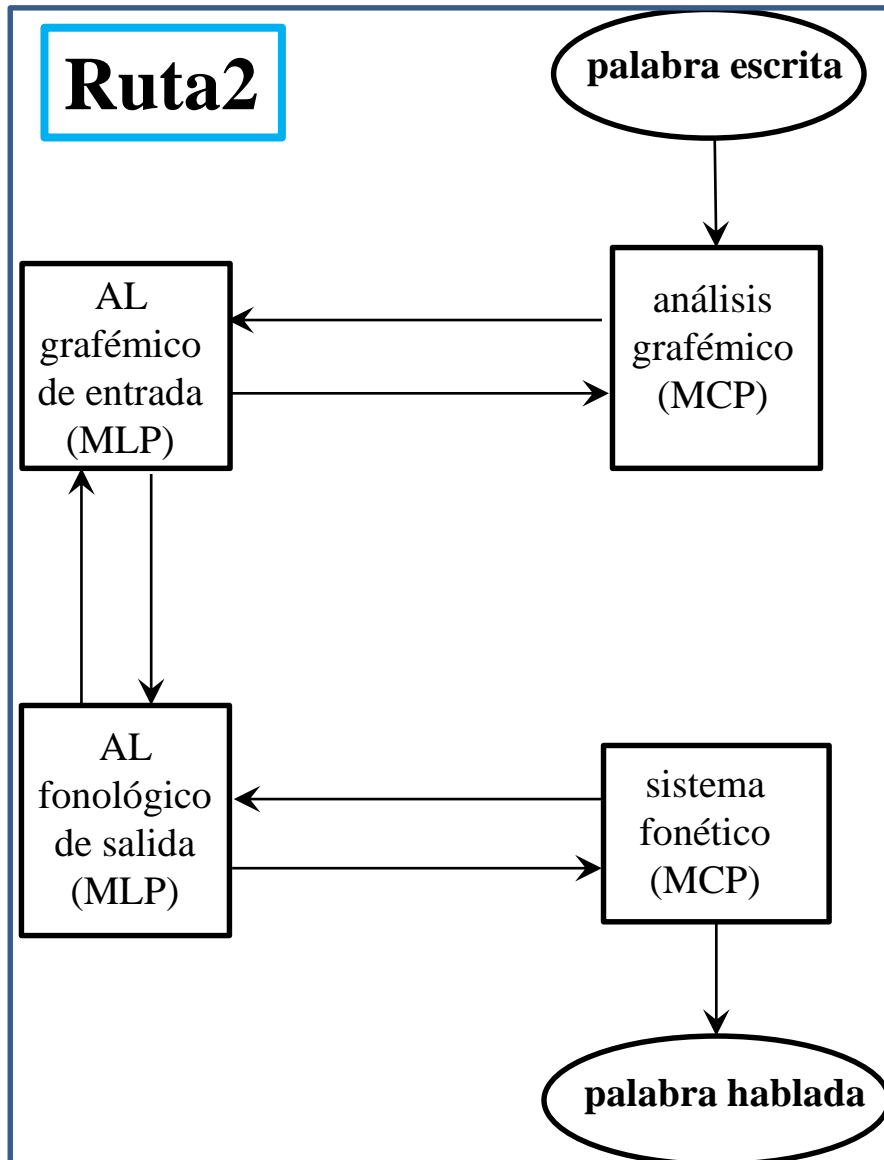 Ruta2
palabra escrita
AL
grafémico
de entrada
(MLP)
análisis
grafémico
(MCP)
AL
fonológico
de salida
(MLP)
sistema
fonético
(MCP)
palabra hablada